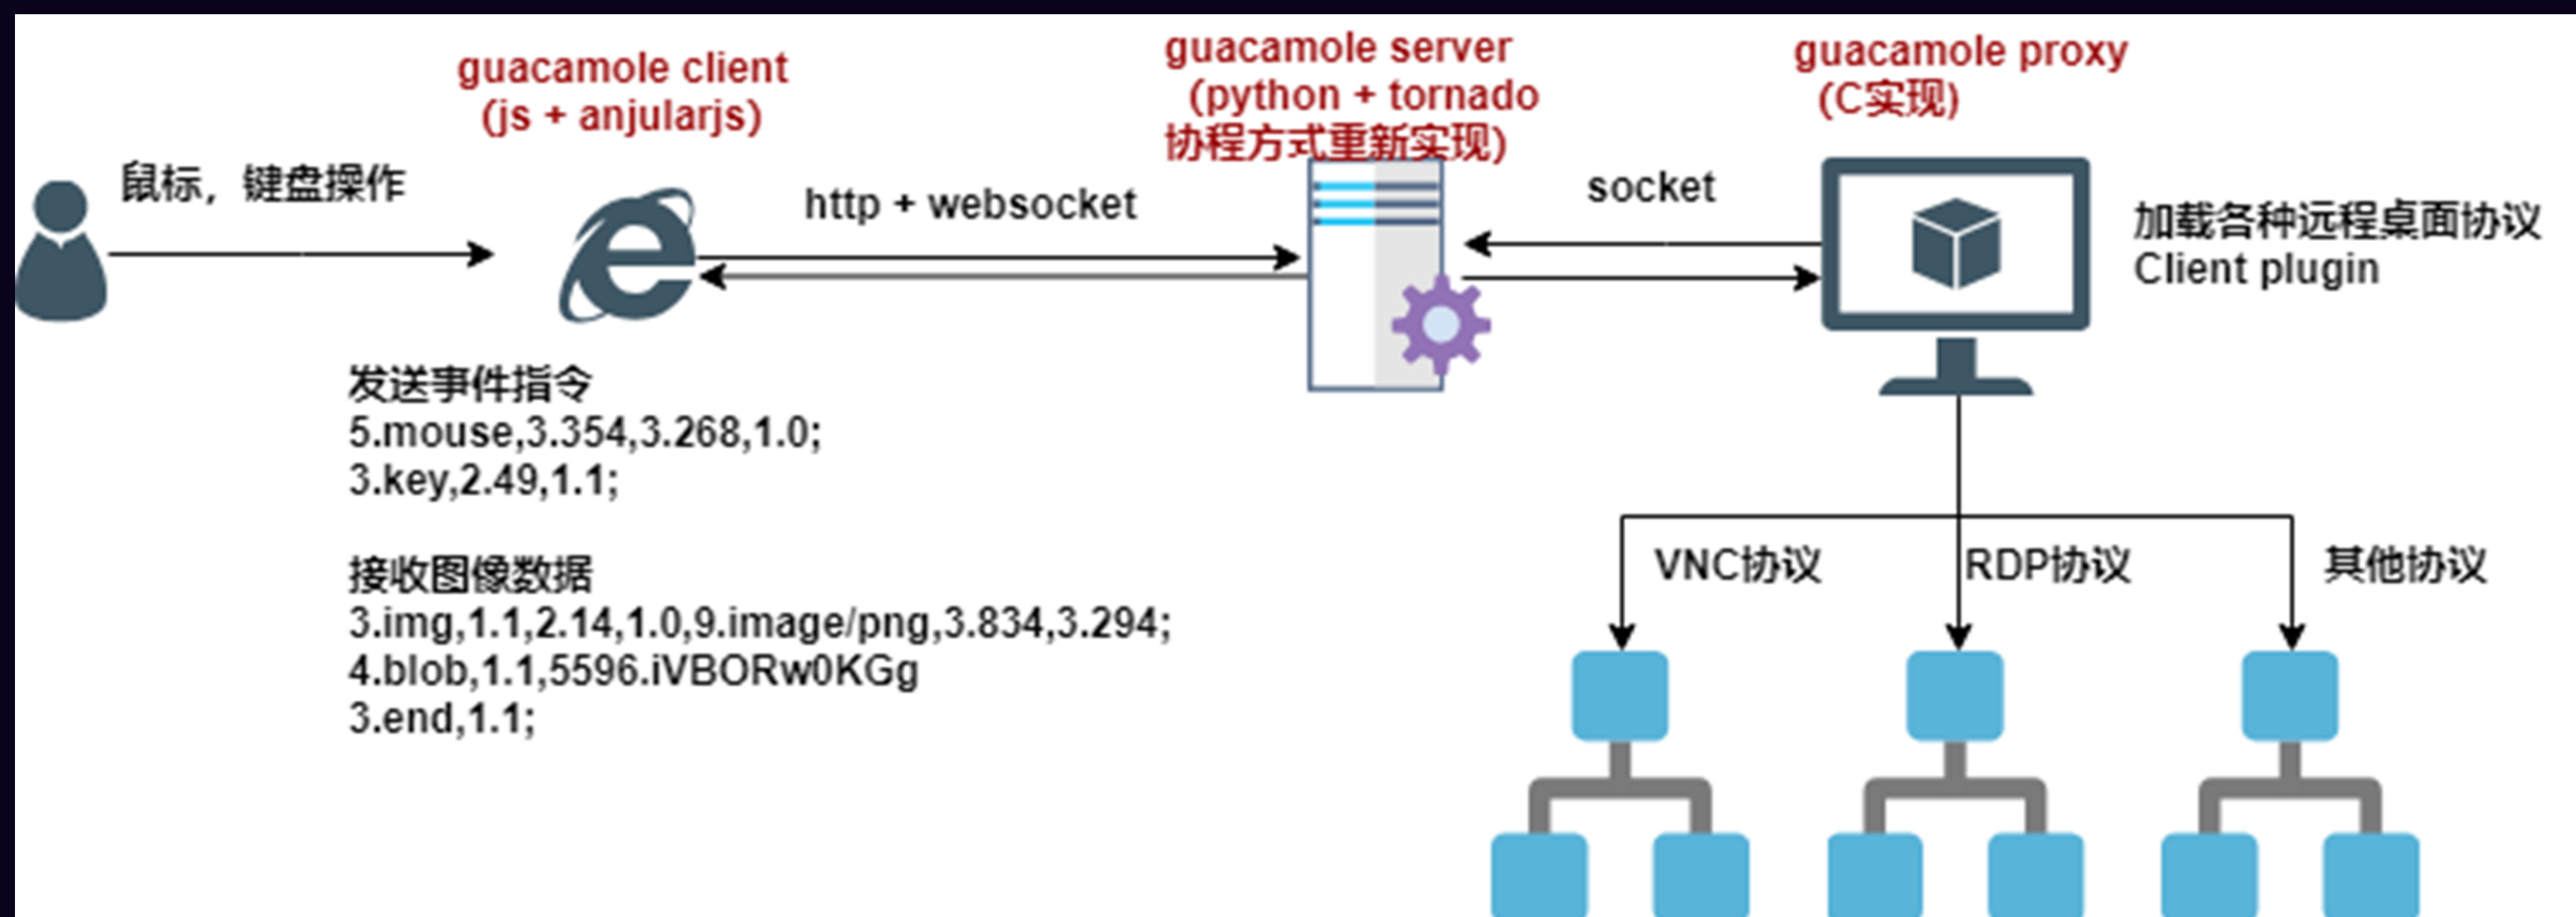 guacamole client
(js + anjularjs)
guacamole server
(python + tornado
协程方式重新实现)
guacamole proxy
(C实现)
鼠标，键盘操作
http + websocket
socket
加载各种远程桌面协议
Client plugin
发送事件指令
5.mouse,3.354,3.268,1.0;
3.key,2.49,1.1;
接收图像数据
3.img,1.1,2.14,1.0,9.image/png,3.834,3.294;
4.blob,1.1,5596.iVBORw0KGg
3.end,1.1;
VNC协议
RDP协议
其他协议